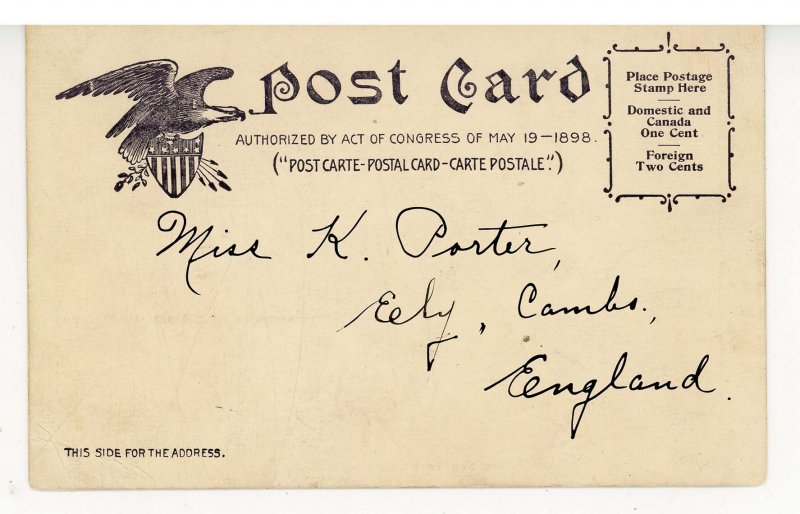 Post Card
AUTHORIZED BY ACT OF CONGRESS OF MAY 19-1898.
("POST CARTE-POSTAL CARD-CARTE POSTALE".)
Place Postage
Stamp Here
Domestic and
Canada
One Cent
Foreign
Two Cents
Miss K. Porter,
Ely, Cambs.,
England.
THIS SIDE FOR THE ADDRESS.